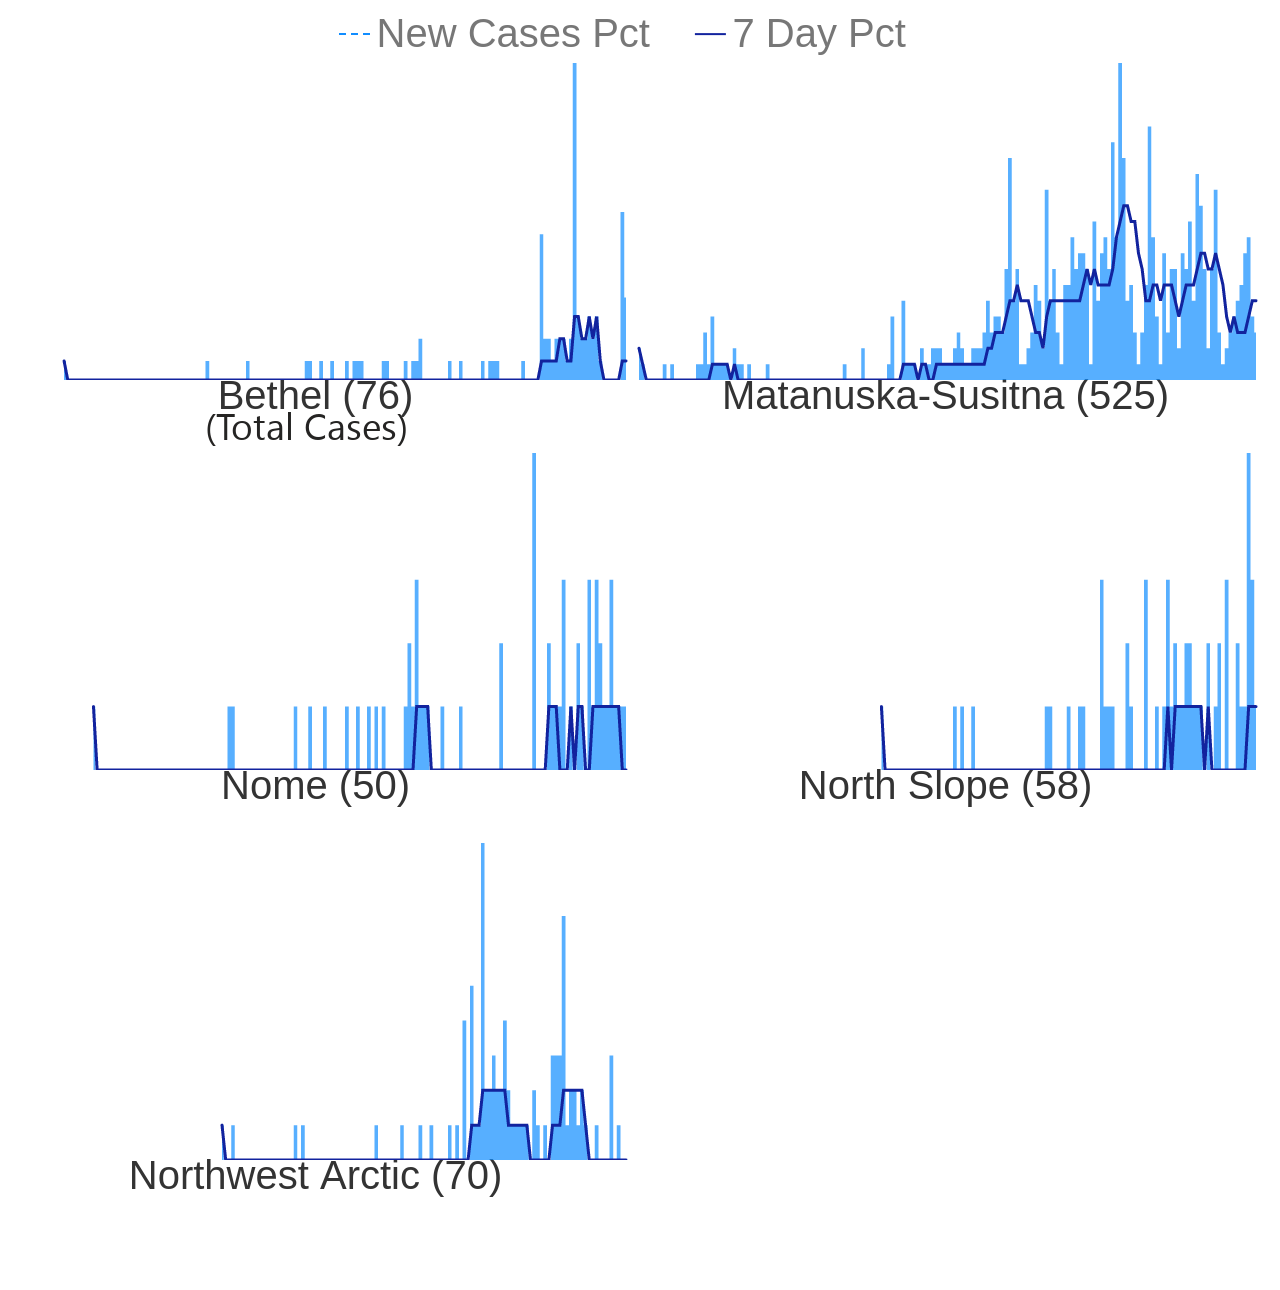 New Cases Pct 7 Day Pct
Bethel (76) Matanuska-Susitna (525)
(Total Cases)
Nome (50) North Slope (58)
Northwest Arctic (70)